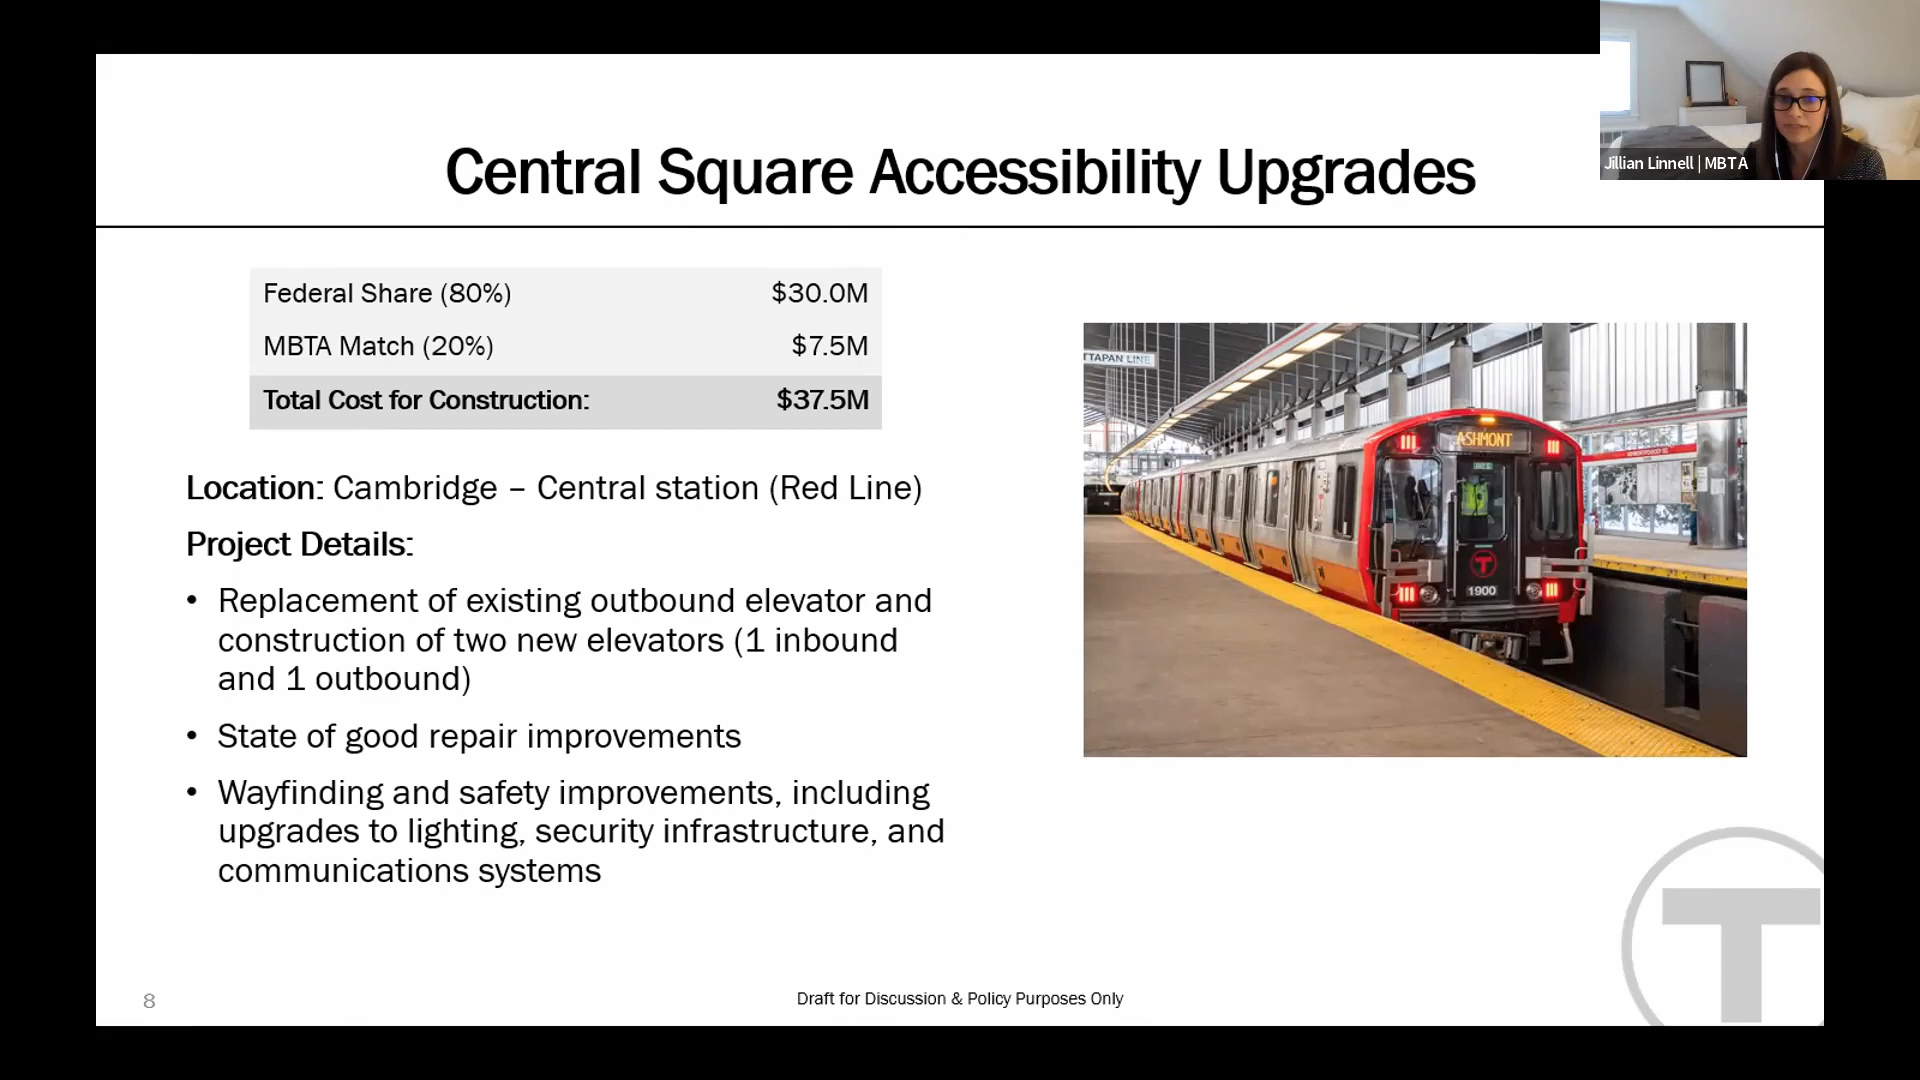 Central Square Accessibility Upgrades
Jillian Linnell | MBTA
Federal Share (80%) $30.0M
MBTA Match (20%) $7.5M
Total Cost for Construction: $37.5M
Location: Cambridge – Central station (Red Line)
Project Details:
• Replacement of existing outbound elevator and
construction of two new elevators (1 inbound
and 1 outbound)
• State of good repair improvements
• Wayfinding and safety improvements, including
upgrades to lighting, security infrastructure, and
communications systems
TTAPAN LINE
ASHMONT
T
1900
T
8
Draft for Discussion & Policy Purposes Only